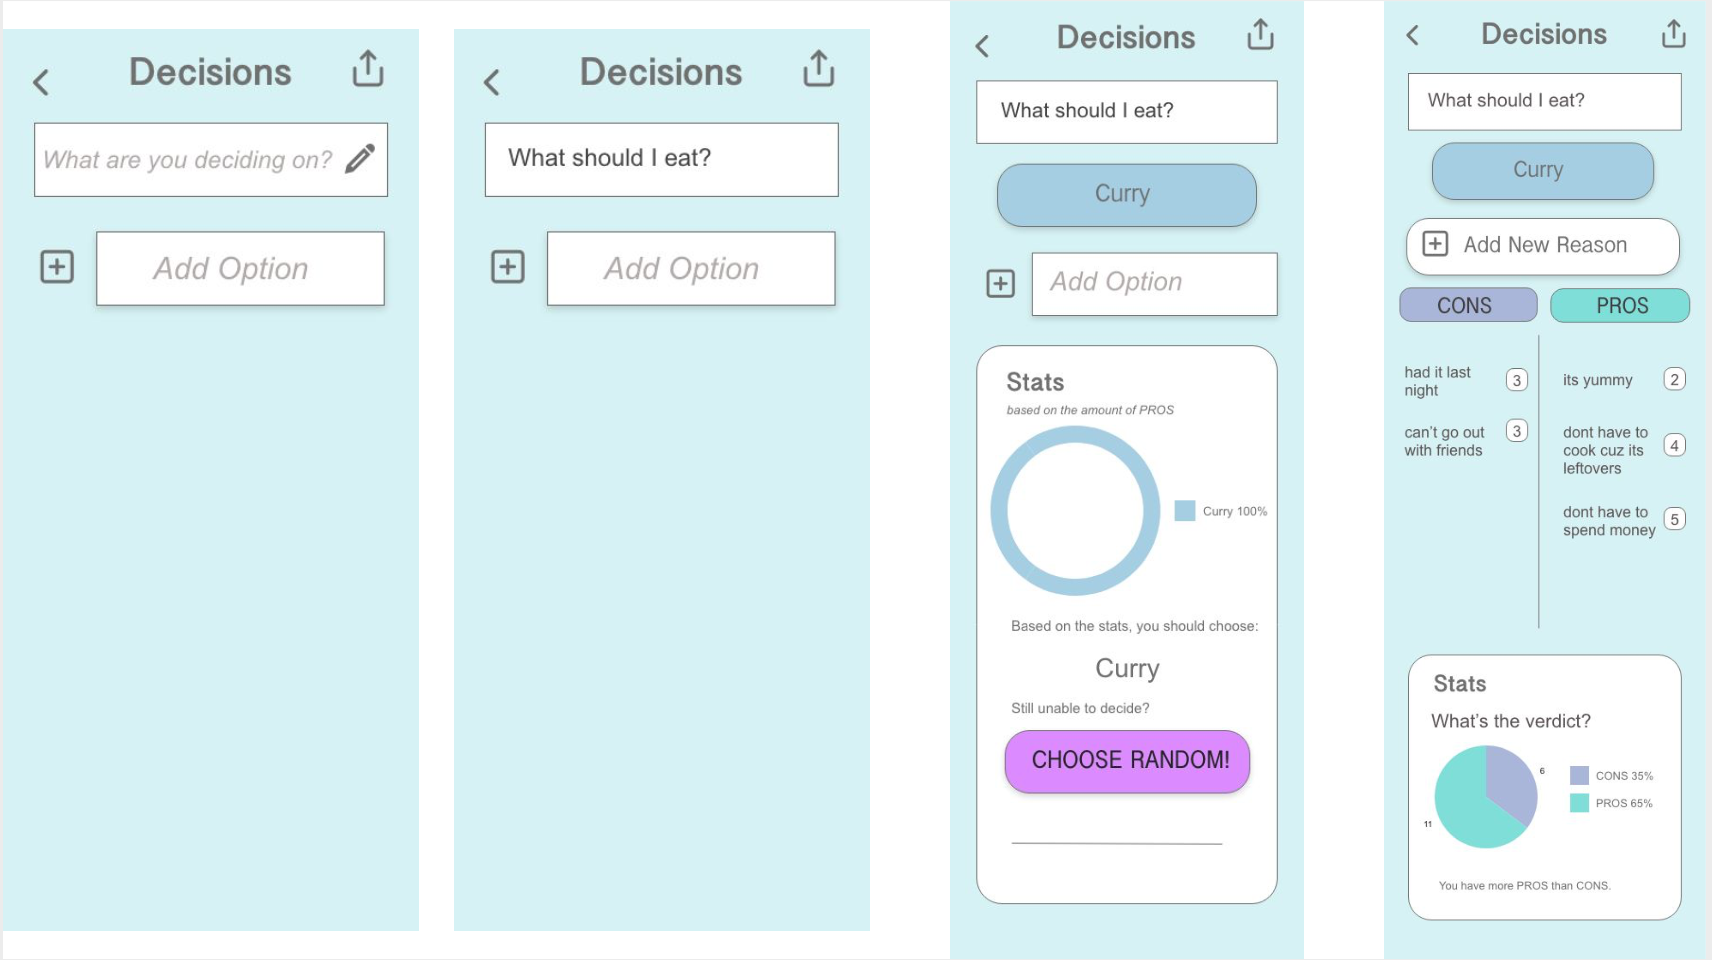 Decisions
What are you deciding on?
Add Option
Decisions
What should I eat?
Add Option
Decisions
What should I eat?
Curry
Add Option
Stats
based on the amount of PROS
Curry 100%
Based on the stats, you should choose:
Curry
Still unable to decide?
CHOOSE RANDOM!
Decisions
What should I eat?
Curry
Add New Reason
CONS
PROS
had it last
night
3
can't go out
with friends
3
its yummy
2
dont have to
cook cuz its
leftovers
4
dont have to
spend money
5
Stats
What's the verdict?
6
11
CONS 35%
PROS 65%
You have more PROS than CONS.